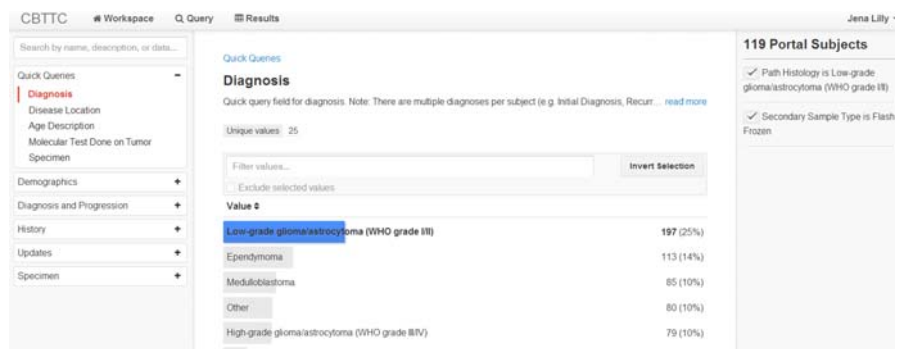 CBTTC Workspace Query Results Jena Lilly
Search by name, description, or data...
Quick Queries
Diagnosis
Disease Location
Age Description
Molecular Test Done on Tumor
Specimen
Demographics
Diagnosis and Progression
History
Updates
Specimen
Quick Queries
Diagnosis
Quick query field for diagnosis. Note: There are multiple diagnoses per subject (e.g. Initial Diagnosis, Recurr... read more
Unique values 25
Filter values...
Invert Selection
Exclude selected values
Value
Low-grade glioma/astrocytoma (WHO grade I/II) 197 (25%)
Ependymoma 113 (14%)
Medulloblastoma 85 (10%)
Other 80 (10%)
High-grade glioma/astrocytoma (WHO grade III/IV) 79 (10%)
119 Portal Subjects
Path Histology is Low-grade
glioma/astrocytoma (WHO grade I/II)
Secondary Sample Type is Flash
Frozen